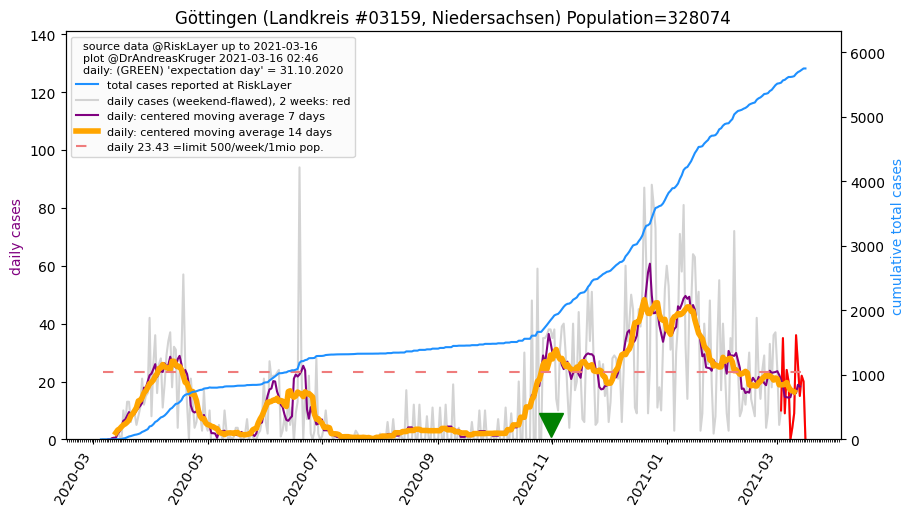 Göttingen (Landkreis #03159, Niedersachsen) Population=328074
source data @RiskLayer up to 2021-03-16
plot @DrAndreasKruger 2021-03-16 02:46
daily: (GREEN) 'expectation day' = 31.10.2020
total cases reported at RiskLayer
daily cases (weekend-flawed), 2 weeks: red
daily: centered moving average 7 days
daily: centered moving average 14 days
daily 23.43 =limit 500/week/1mio pop.
daily cases
140
120
100
80
60
40
20
0
cumulative total cases
6000
5000
4000
3000
2000
1000
0
2020-03
2020-05
2020-07
2020-09
2020-11
2021-01
2021-03